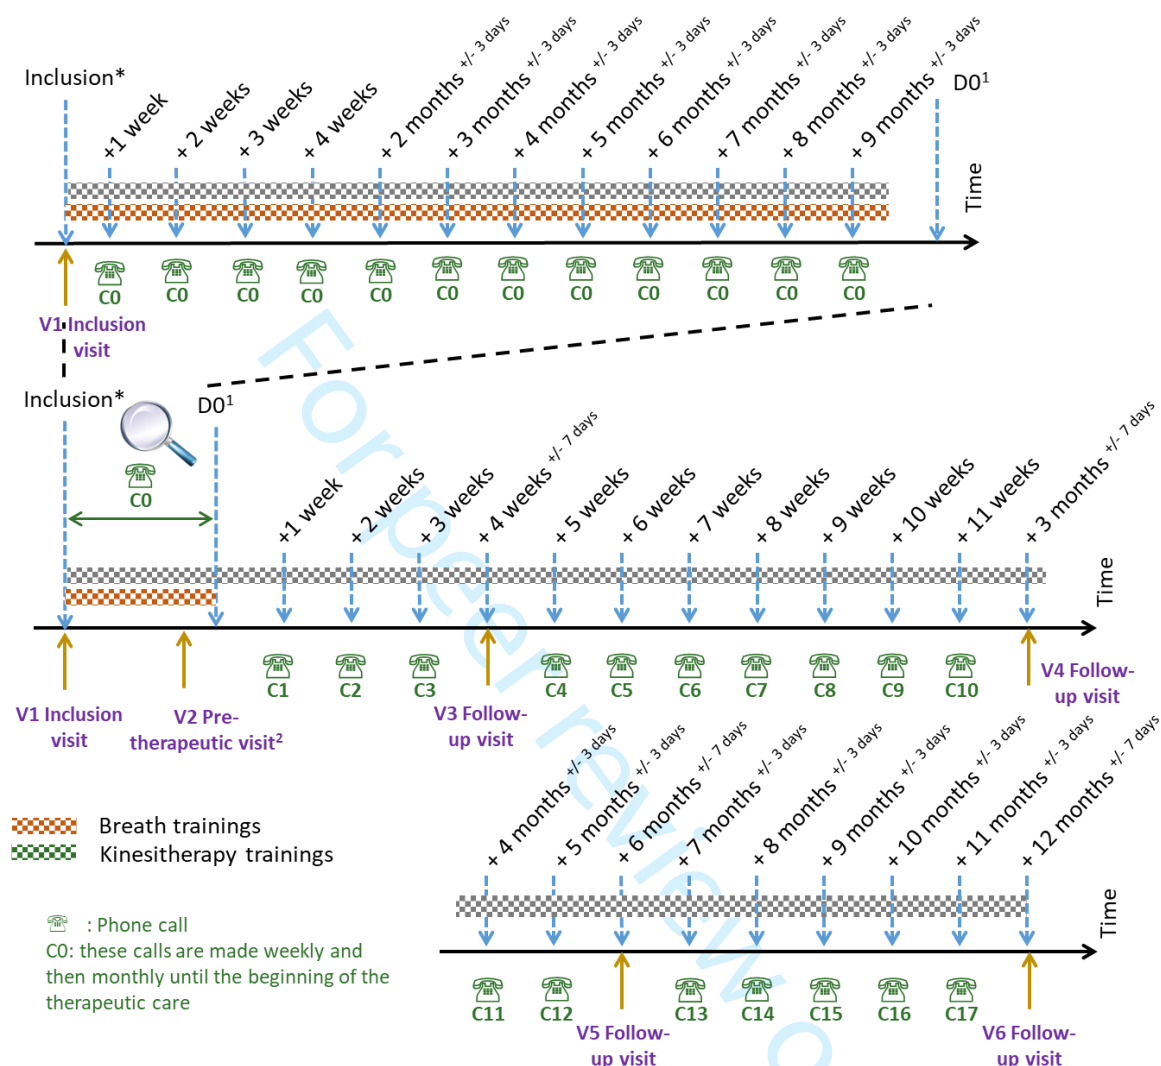 Inclusion*
+1 week
+ 2 weeks
+ 3 weeks
+ 4 weeks
+ 2 months +/- 3 days
+ 3 months +/- 3 days
+ 4 months +/- 3 days
+ 5 months +/- 3 days
+ 6 months +/- 3 days
+ 7 months +/- 3 days
+ 8 months +/- 3 days
+ 9 months +/- 3 days
D0¹
Time
C0 C0 C0 C0 C0 C0 C0 C0 C0 C0 C0 C0
V1 Inclusion
visit
Inclusion*
D0¹
C0
+1 week
+ 2 weeks
+ 3 weeks
+ 4 weeks +/- 7 days
+ 5 weeks
+ 6 weeks
+ 7 weeks
+ 8 weeks
+ 9 weeks
+ 10 weeks
+ 11 weeks
+ 3 months +/- 7 days
Time
C1 C2 C3 C4 C5 C6 C7 C8 C9 C10
V1 Inclusion
visit
V2 Pre-
therapeutic visit²
V3 Follow-
up visit
V4 Follow-
up visit
+ 4 months +/- 3 days
+ 5 months +/- 3 days
+ 6 months +/- 7 days
+ 7 months +/- 3 days
+ 8 months +/- 3 days
+ 9 months +/- 3 days
+ 10 months +/- 3 days
+ 11 months +/- 3 days
+ 12 months +/- 7 days
Time
C11 C12 C13 C14 C15 C16 C17
V5 Follow-
up visit
V6 Follow-
up visit
Breath trainings
Kinesitherapy trainings
: Phone call
C0: these calls are made weekly and
then monthly until the beginning of the
therapeutic care
For peer review o